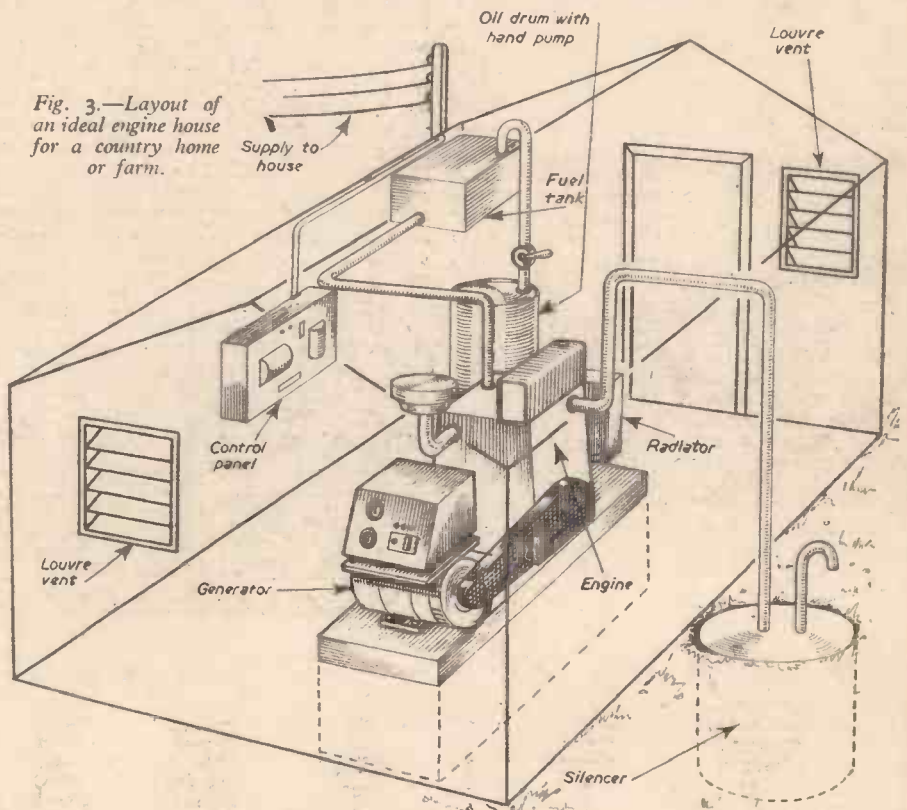 Fig. 3.—Layout of
an ideal engine house
for a country home
or farm.
Supply to
house
Oil drum with
hand pump
Louvre
vent
Fuel
tank
Control
panel
Radiator
Louvre
vent
Generator
Engine
Silencer